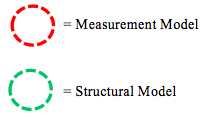 = Measurement Model
= Structural Model